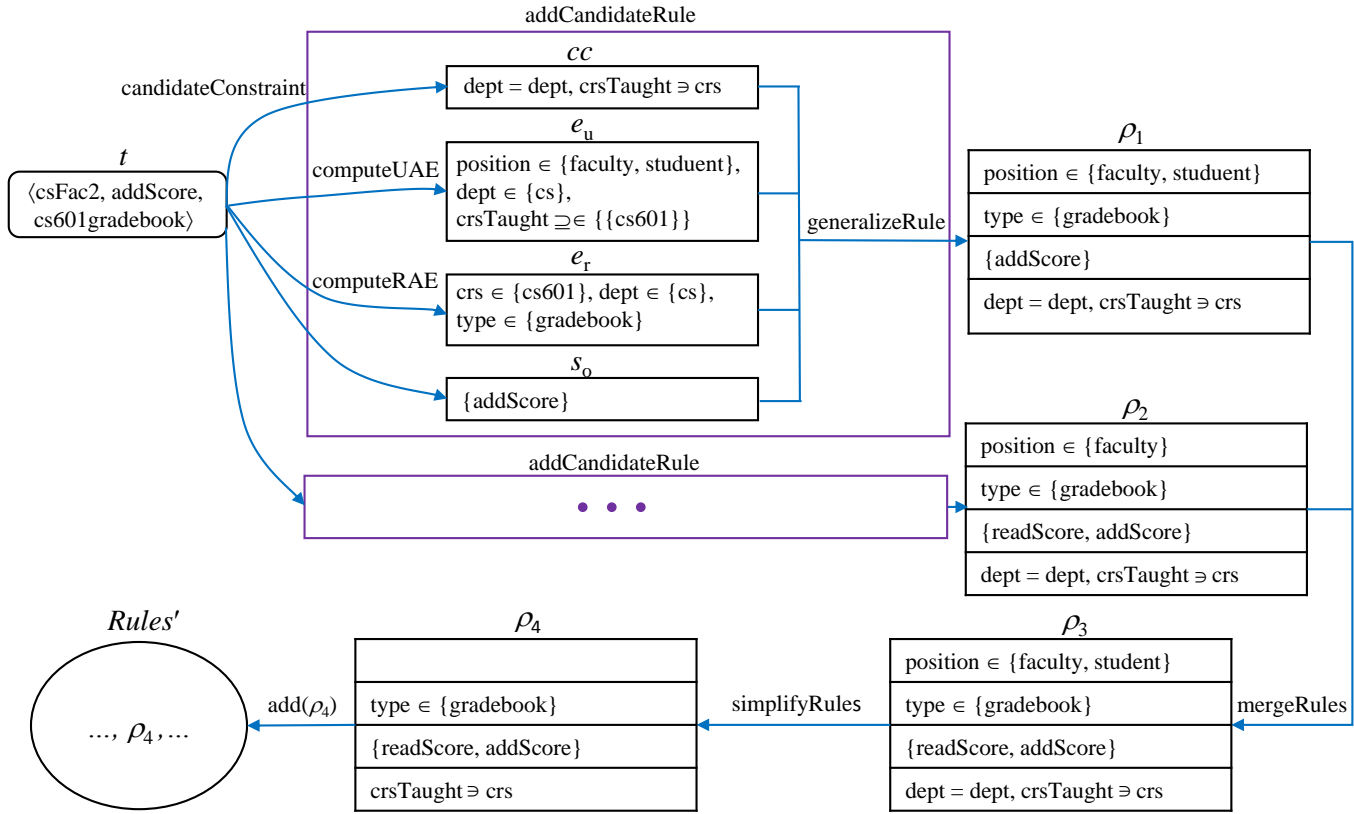 addCandidateRule
cc
dept = dept, crsTaught ∋ crs
candidateConstraint
e_u
position ∈ {faculty, studuent},
dept ∈ {cs},
crsTaught ⊇∈ {{cs601}}
computeUAE
t
⟨csFac2, addScore,
cs601gradebook⟩
generalizeRule
e_r
crs ∈ {cs601}, dept ∈ {cs},
type ∈ {gradebook}
computeRAE
s_o
{addScore}
ρ_1
position ∈ {faculty, studuent}
type ∈ {gradebook}
{addScore}
dept = dept, crsTaught ∋ crs
addCandidateRule
• • •
ρ_2
position ∈ {faculty}
type ∈ {gradebook}
{readScore, addScore}
dept = dept, crsTaught ∋ crs
mergeRules
ρ_3
position ∈ {faculty, student}
type ∈ {gradebook}
{readScore, addScore}
dept = dept, crsTaught ∋ crs
simplifyRules
ρ_4
type ∈ {gradebook}
{readScore, addScore}
crsTaught ∋ crs
add(ρ_4)
Rules'
..., ρ_4 ,...